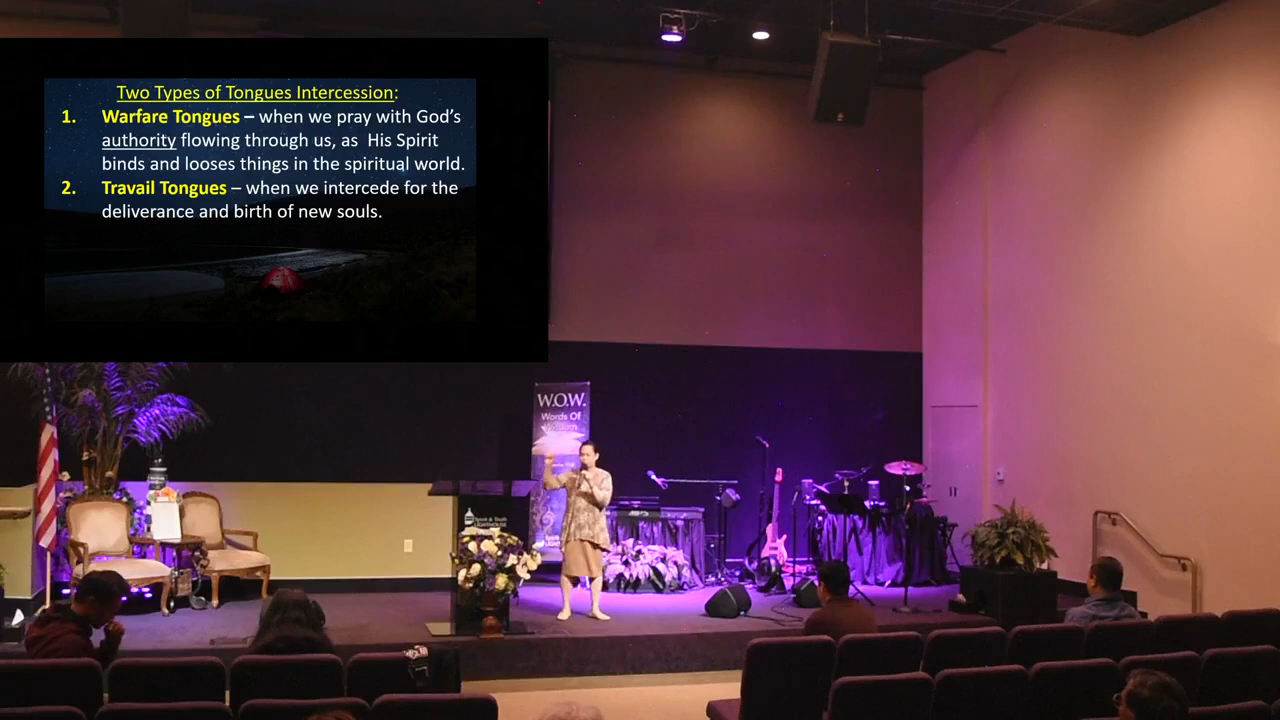 Two Types of Tongues Intercession:
1. Warfare Tongues – when we pray with God's
authority flowing through us, as His Spirit
binds and looses things in the spiritual world.
2. Travail Tongues – when we intercede for the
deliverance and birth of new souls.
W.O.W.
Words Of
Wisdom
LIGHTHOUSE